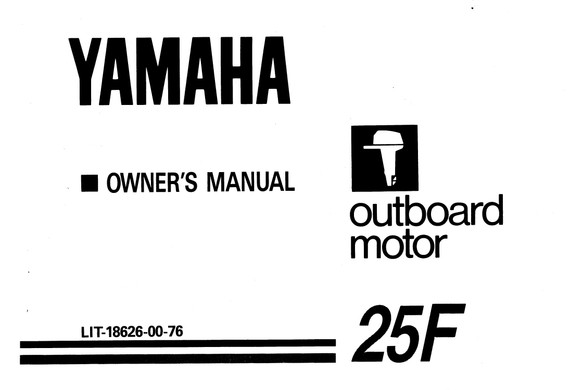 YAMAHA
■ OWNER'S MANUAL
outboard
motor
LIT-18626-00-76
25F